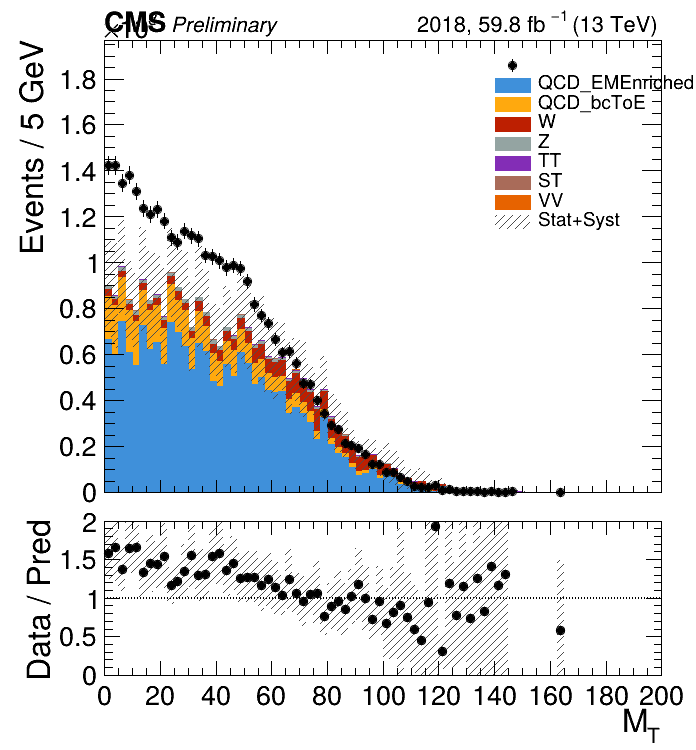 CMS Preliminary
2018, 59.8 fb⁻¹ (13 TeV)
Events / 5 GeV
1.8
1.6
1.4
1.2
1
0.8
0.6
0.4
0.2
0
QCD_EMEnriched
QCD_bcToE
W
Z
TT
ST
VV
Stat+Syst
Data / Pred
2
1.5
1
0.5
0
0 20 40 60 80 100 120 140 160 180 200
M_T